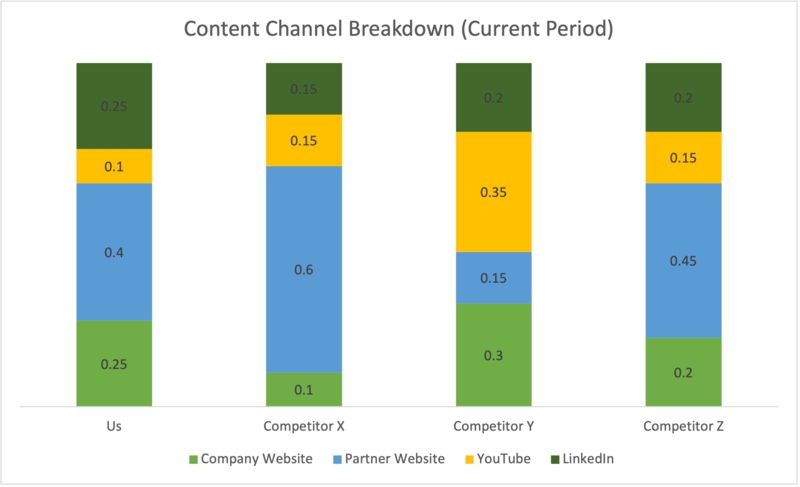 Content Channel Breakdown (Current Period)
0.25 0.15 0.2 0.2
0.1 0.15 0.35 0.15
0.4 0.6 0.15 0.45
0.25 0.1 0.3 0.2
Us Competitor X Competitor Y Competitor Z
Company Website Partner Website YouTube LinkedIn